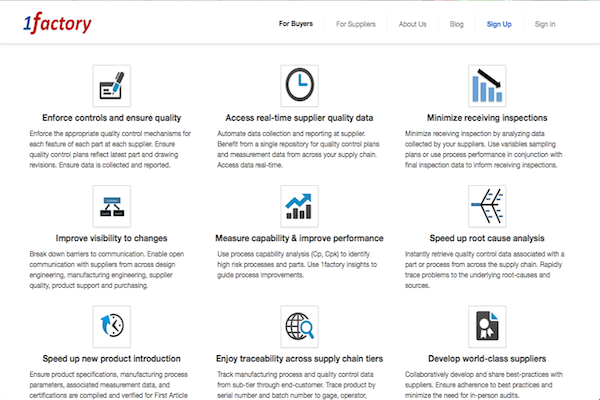 1factory
For Buyers
For Suppliers
About Us
Blog
Sign Up
Sign In
Enforce controls and ensure quality
Enforce the appropriate quality control mechanisms for
each feature of each part at each supplier. Ensure
quality control plans reflect latest part and drawing
revisions. Ensure data is collected and reported.
Access real-time supplier quality data
Automate data collection and reporting at supplier.
Benefit from a single repository for quality control plans
and measurement data from across your supply chain.
Access data real-time.
Minimize receiving inspections
Minimize receiving inspection by analyzing data
collected by your suppliers. Use variables sampling
plans or use process performance in conjunction with
final inspection data to inform receiving inspections.
Improve visibility to changes
Break down barriers to communication. Enable open
communication with suppliers from across design
engineering, manufacturing engineering, supplier
quality, product support and purchasing.
Measure capability & improve performance
Use process capability analysis (Cp, Cpk) to identify
high risk processes and parts. Use 1factory insights to
guide process improvements.
Speed up root cause analysis
Instantly retrieve quality control data associated with a
part or process from across the supply chain. Rapidly
trace problems to the underlying root-causes and
sources.
Speed up new product introduction
Ensure product specifications, manufacturing process
parameters, associated measurement data, and
certifications are compiled and verified for First Article
Enjoy traceability across supply chain tiers
Track manufacturing process and quality control data
from sub-tier through end-customer. Trace product by
serial number and batch number to gage, operator,
Develop world-class suppliers
Collaboratively develop and share best-practices with
suppliers. Ensure adherence to best practices and
minimize the need for in-person audits.